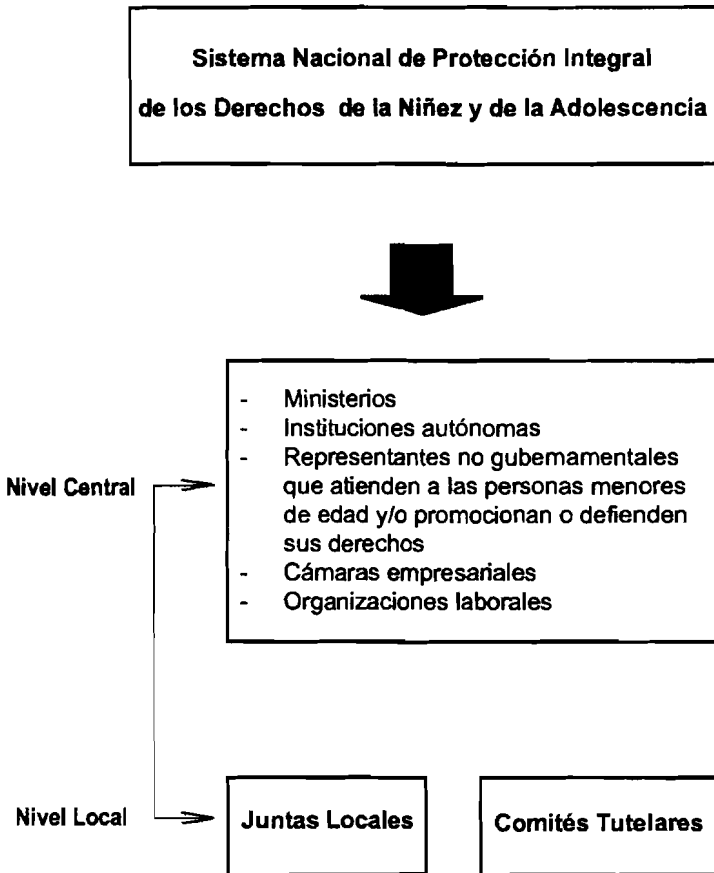 Sistema Nacional de Protección Integral
de los Derechos de la Niñez y de la Adolescencia
- Ministerios
- Instituciones autónomas
- Representantes no gubernamentales
que atienden a las personas menores
de edad y/o promocionan o defienden
sus derechos
- Cámaras empresariales
- Organizaciones laborales
Nivel Central
Nivel Local
Juntas Locales
Comités Tutelares